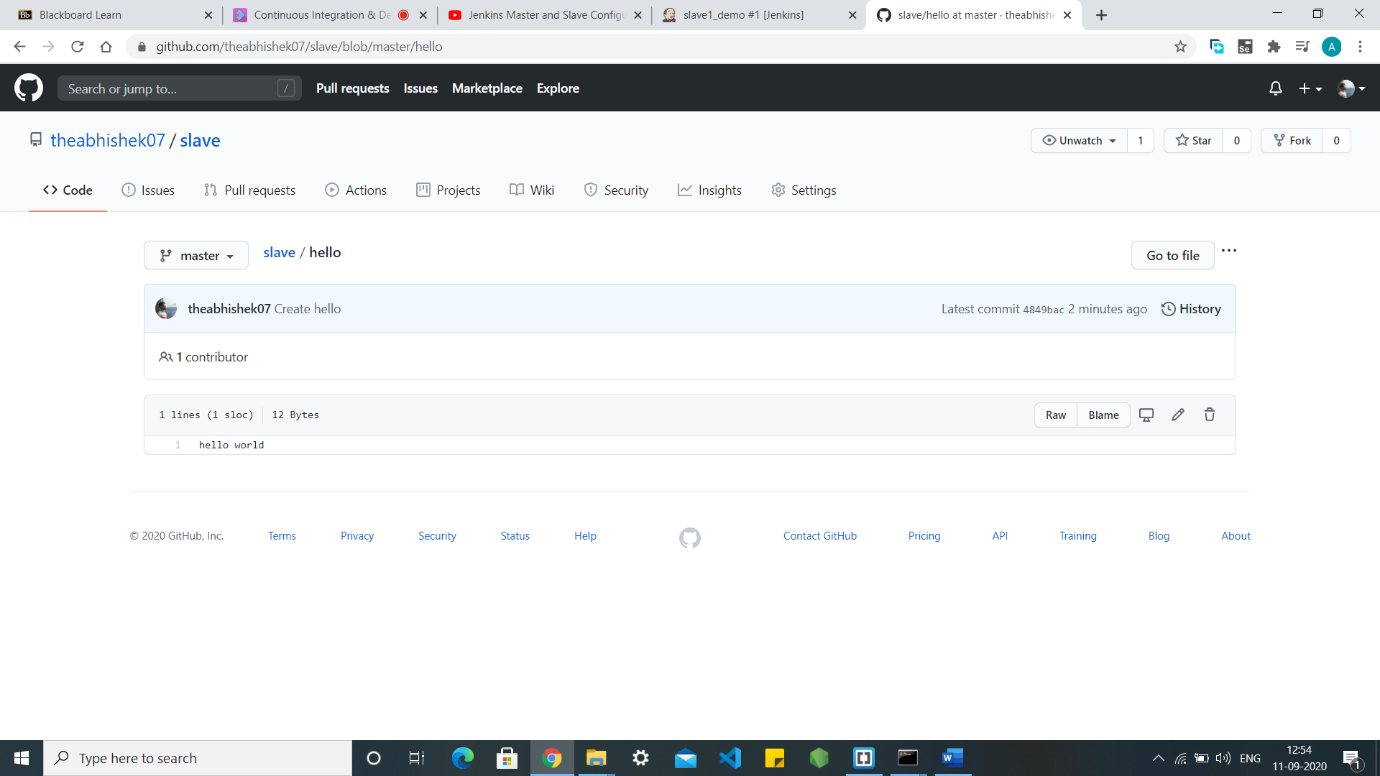 Blackboard Learn
Continuous Integration & De
Jenkins Master and Slave Configu
slave1_demo #1 [Jenkins]
slave/hello at master · theabhishe
github.com/theabhishek07/slave/blob/master/hello
Se
A
Search or jump to... /
Pull requests Issues Marketplace Explore
theabhishek07 / slave
Unwatch 1 Star 0 Fork 0
Code Issues Pull requests Actions Projects Wiki Security Insights Settings
master slave / hello Go to file ...
theabhishek07 Create hello Latest commit 4849bac 2 minutes ago History
1 contributor
1 lines (1 sloc) 12 Bytes Raw Blame
1 hello world
© 2020 GitHub, Inc. Terms Privacy Security Status Help Contact GitHub Pricing API Training Blog About
Type here to search
ENG
12:54
11-09-2020
1